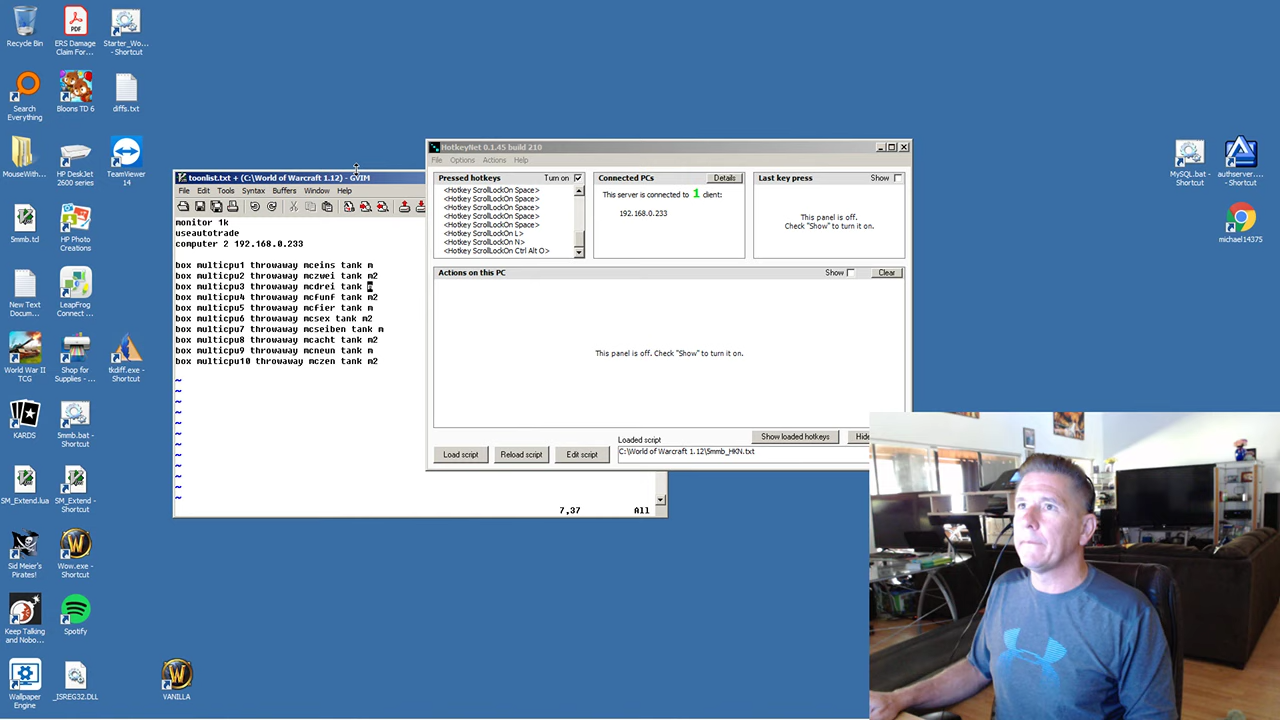 Recycle Bin
ERS Damage
Claim For...
Starter_Wo...
- Shortcut
Search
Everything
Bloons TD 6
diffs.txt
MouseWith...
HP DeskJet
2600 series
TeamViewer
14
5mmb.td
HP Photo
Creations
New Text
Docum...
LeapFrog
Connect ...
World War II
TCG
Shop for
Supplies - ...
tkdiff.exe -
Shortcut
KARDS
5mmb.bat -
Shortcut
SM_Extend.lua
SM_Extend -
Shortcut
Sid Meier's
Pirates!
Wow.exe -
Shortcut
Keep Talking
and Nobo...
Spotify
Wallpaper
Engine
_ISREG32.DLL
VANILLA
toonlist.txt + (C:\World of Warcraft 1.12) - GVIM
File Edit Tools Syntax Buffers Window Help
monitor 1k
useautotrade
computer 2 192.168.0.233
box multicpu1 throwaway mceins tank m
box multicpu2 throwaway mczwei tank m2
box multicpu3 throwaway mcdrei tank m
box multicpu4 throwaway mcfunf tank m2
box multicpu5 throwaway mcfier tank m
box multicpu6 throwaway mcsex tank m2
box multicpu7 throwaway mcseiben tank m
box multicpu8 throwaway mcacht tank m2
box multicpu9 throwaway mcneun tank m
box multicpu10 throwaway mczen tank m2
~
~
~
~
~
~
~
~
~
~
~
~
7,37 All
HotkeyNet 0.1.45 build 210
File Options Actions Help
Pressed hotkeys Turn on
<Hotkey ScrollLockOn Space>
<Hotkey ScrollLockOn Space>
<Hotkey ScrollLockOn Space>
<Hotkey ScrollLockOn Space>
<Hotkey ScrollLockOn Space>
<Hotkey ScrollLockOn L>
<Hotkey ScrollLockOn N>
<Hotkey ScrollLockOn Ctrl Alt O>
Connected PCs Details
This server is connected to 1 client:
192.168.0.233
Last key press Show
This panel is off.
Check "Show" to turn it on.
Actions on this PC Show Clear
This panel is off. Check "Show" to turn it on.
Load script Reload script Edit script
Loaded script
Show loaded hotkeys
Hide
C:\World of Warcraft 1.12\5mmb_HKN.txt
MySQL.bat -
Shortcut
authserver...
- Shortcut
michael14375